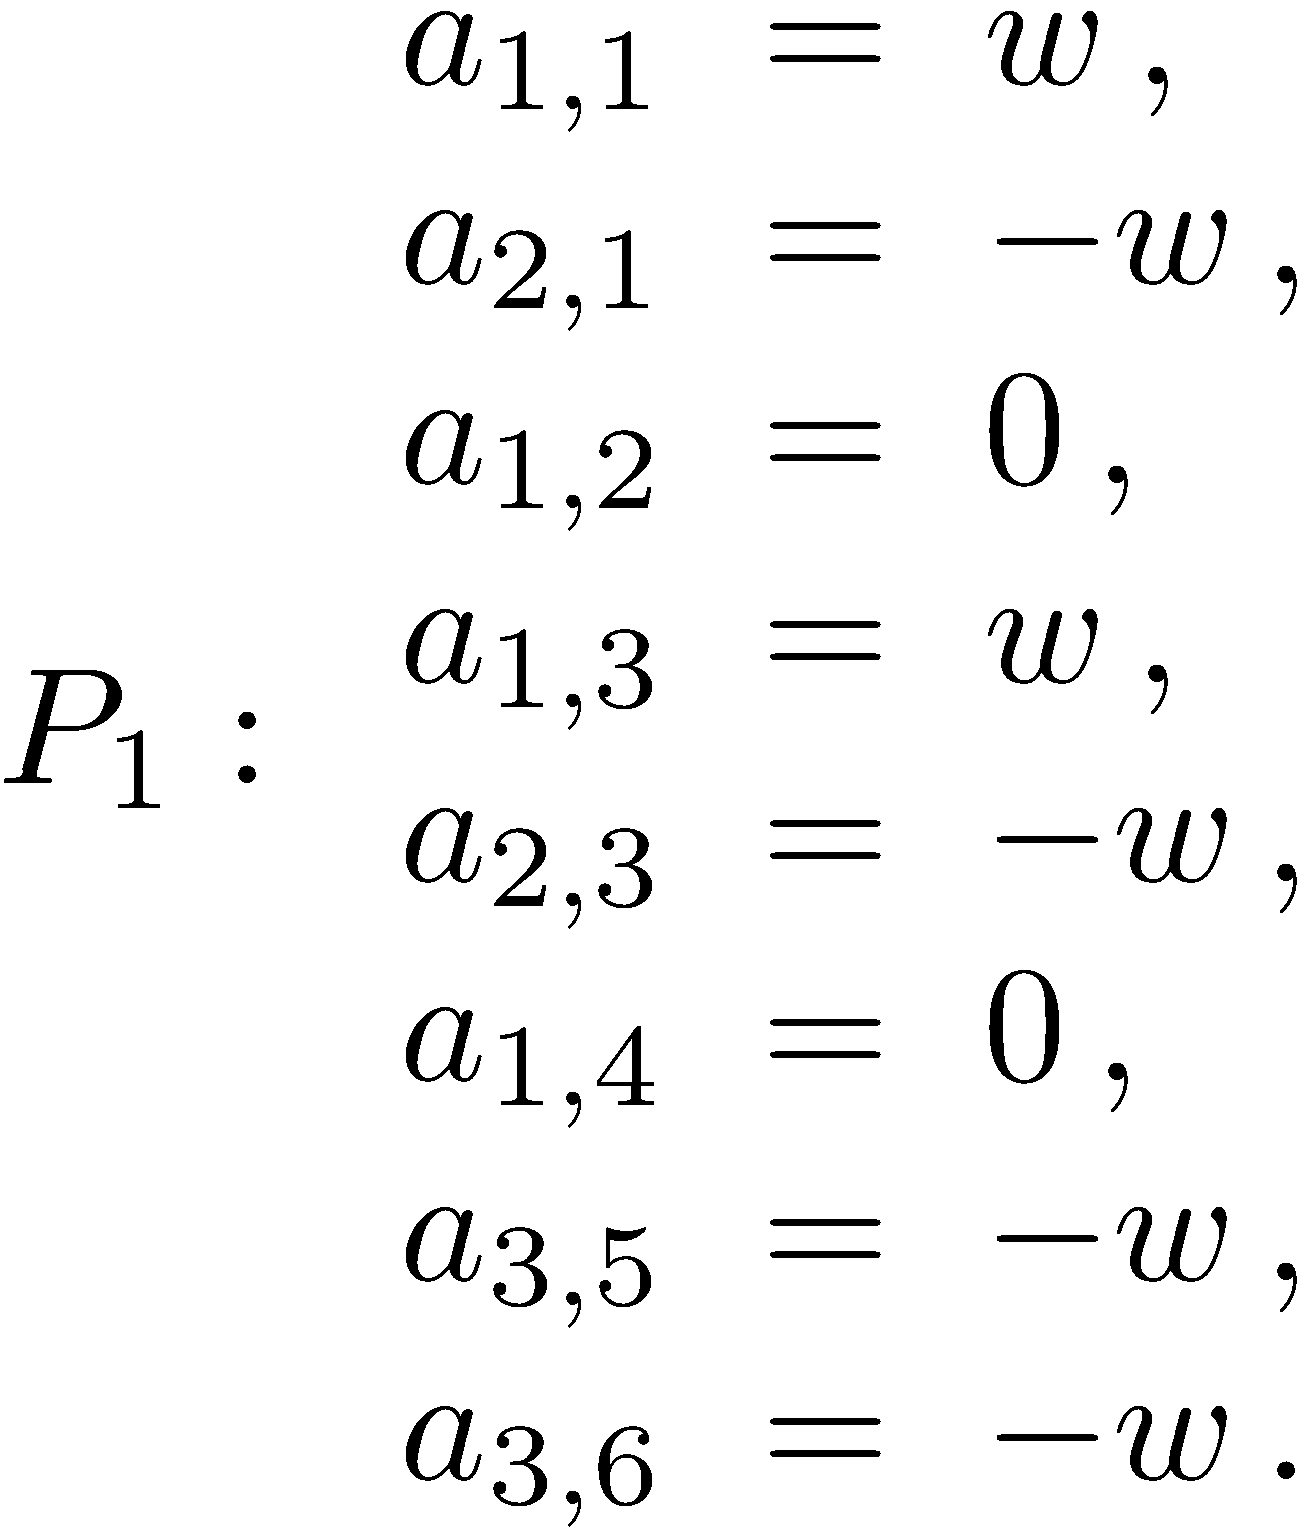 a_{1,1} = w ,
a_{2,1} = -w ,
a_{1,2} = 0 ,
a_{1,3} = w ,
P_1 :
a_{2,3} = -w ,
a_{1,4} = 0 ,
a_{3,5} = -w ,
a_{3,6} = -w .